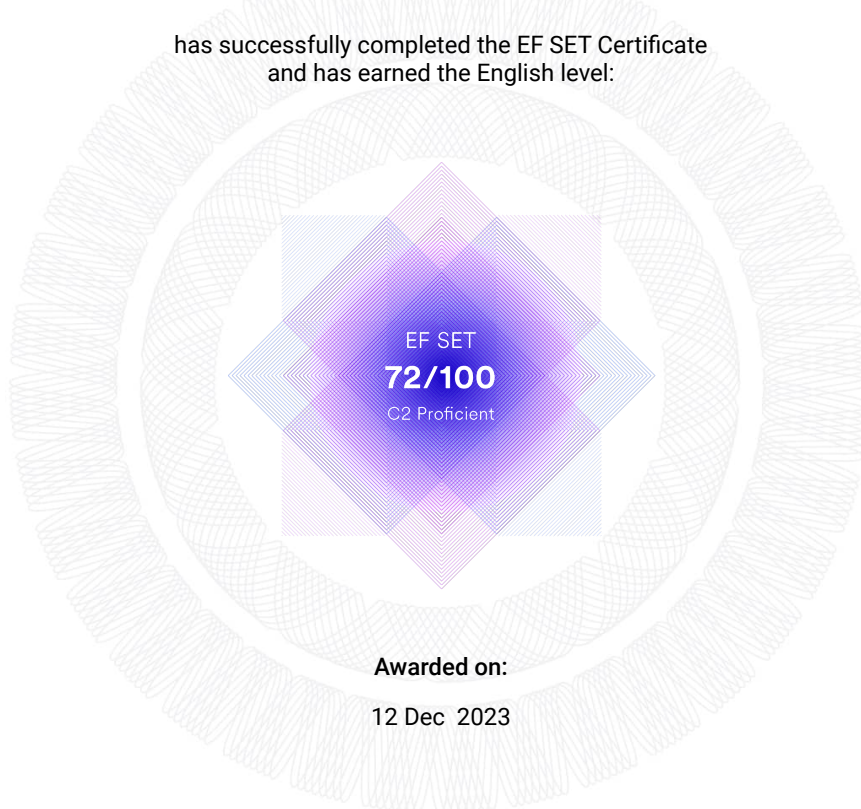 has successfully completed the EF SET Certificate
and has earned the English level:
EF SET
72/100
C2 Proficient
Awarded on:
12 Dec 2023